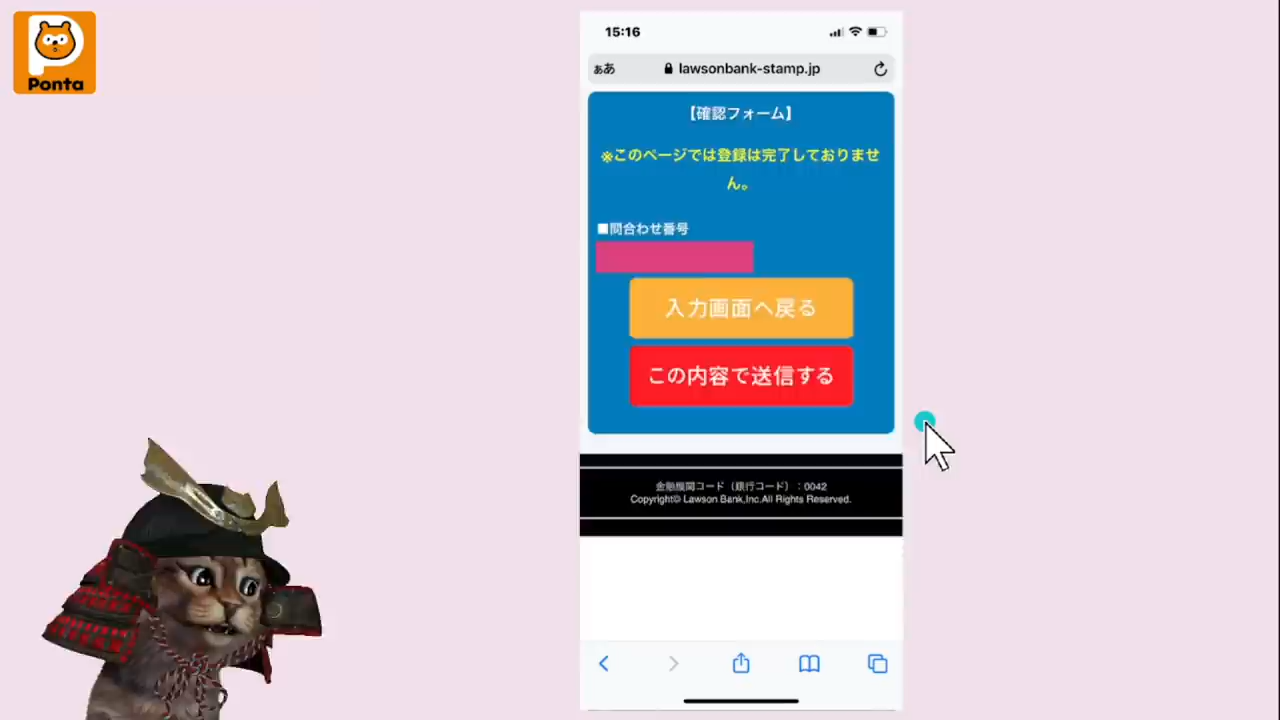 Ponta
15:16
ぁあ lawsonbank-stamp.jp
【確認フォーム】
※このページでは登録は完了しておりませ
ん。
■問合わせ番号
入力画面へ戻る
この内容で送信する
金融機関コード（銀行コード）：0042
Copyright© Lawson Bank,Inc.All Rights Reserved.